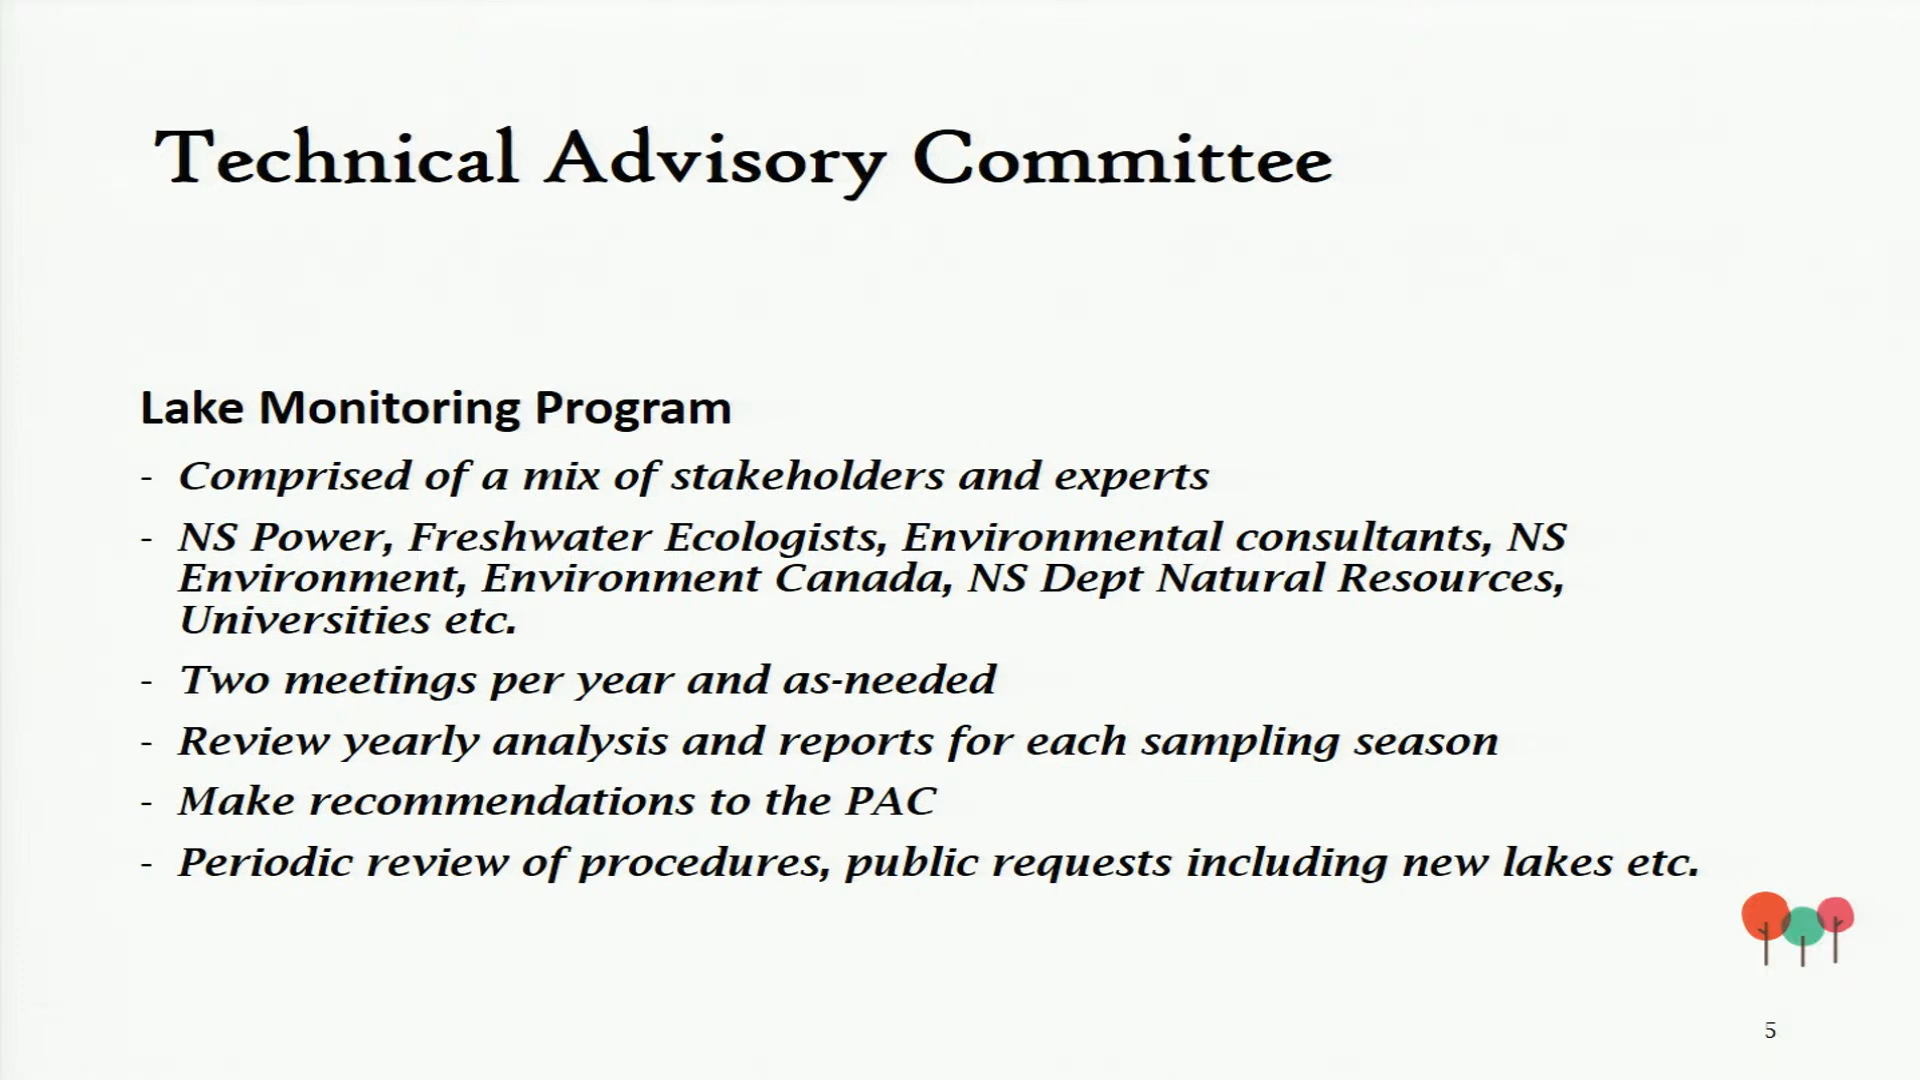 Technical Advisory Committee
Lake Monitoring Program
- Comprised of a mix of stakeholders and experts
- NS Power, Freshwater Ecologists, Environmental consultants, NS
Environment, Environment Canada, NS Dept Natural Resources,
Universities etc.
- Two meetings per year and as-needed
- Review yearly analysis and reports for each sampling season
- Make recommendations to the PAC
- Periodic review of procedures, public requests including new lakes etc.
5